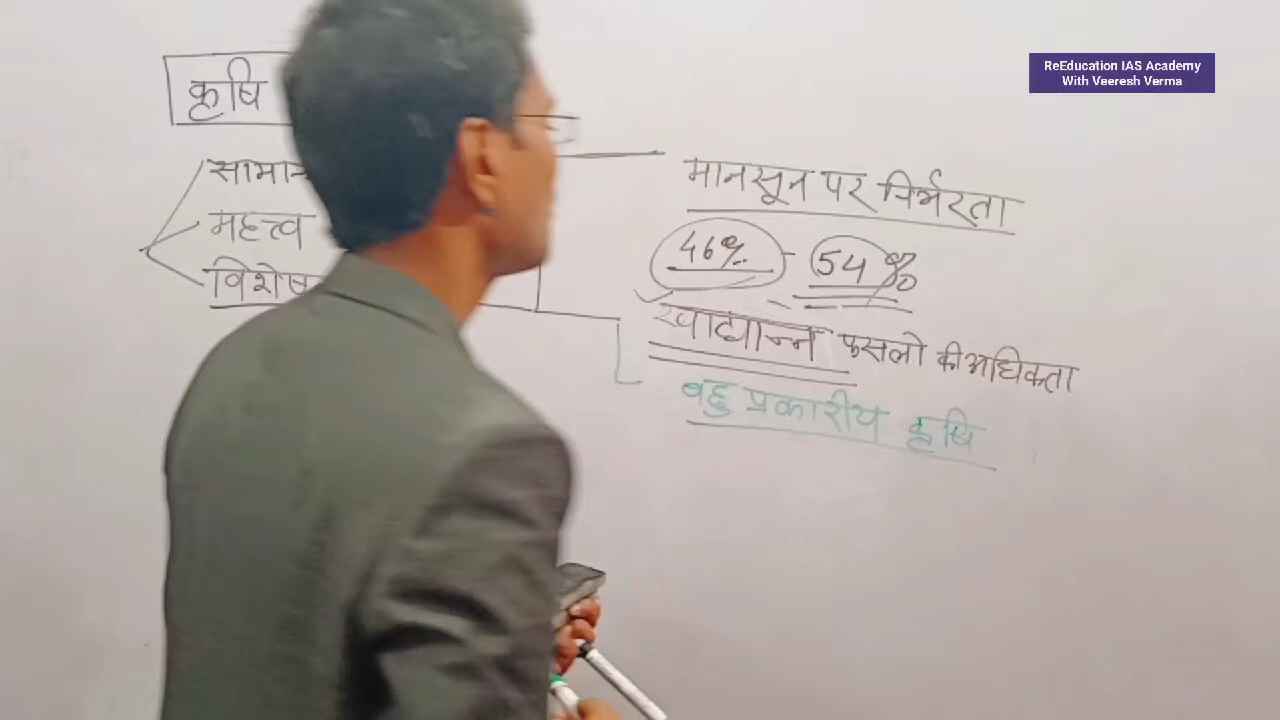 ReEducation IAS Academy
With Veeresh Verma
कृषि
महत्त्व
मानसून पर निर्भरता
46% - 54%
खाद्यान्न फसलो की अधिकता
बहु प्रकारीय कृषि